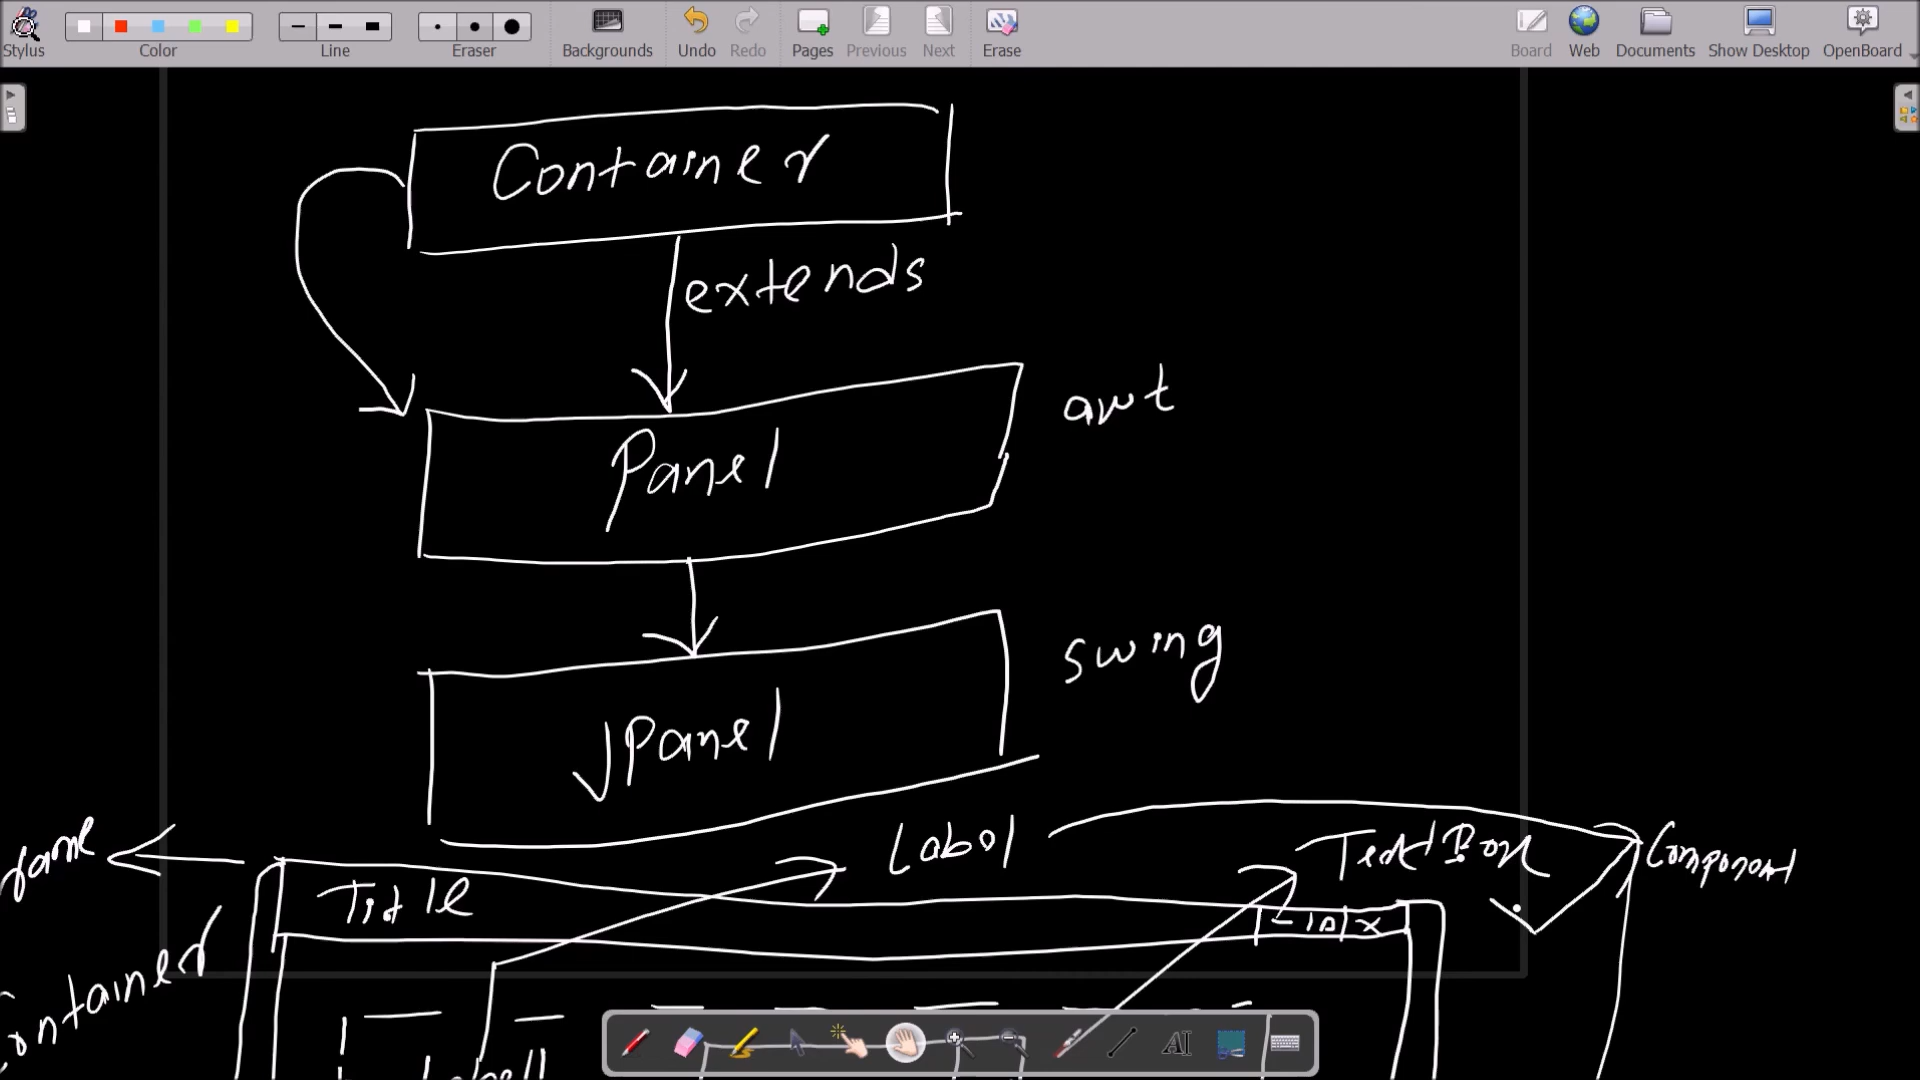 Stylus Color Line Eraser Backgrounds Undo Redo Pages Previous Next Erase Board Web Documents Show Desktop OpenBoard
Container
extends
Panel
awt
JPanel
swing
Label
TextBox
Component
Title
x
Container
AI